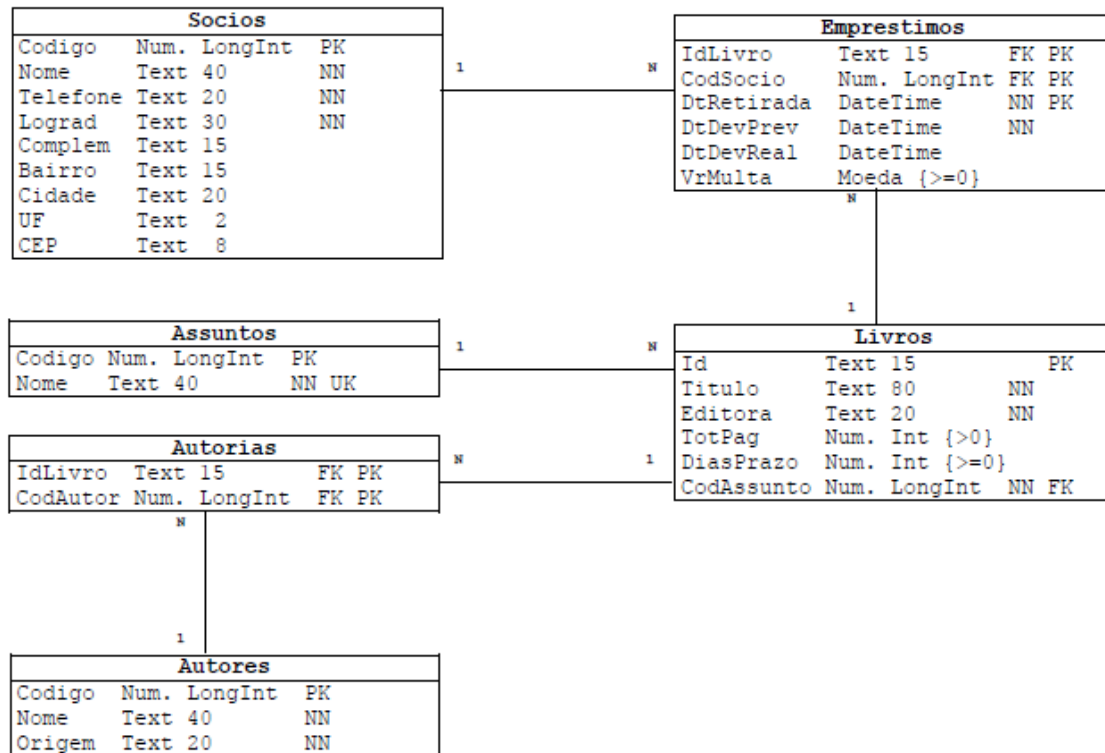 Socios
Codigo Num. LongInt PK
Nome Text 40 NN
Telefone Text 20 NN
Lograd Text 30 NN
Complem Text 15
Bairro Text 15
Cidade Text 20
UF Text 2
CEP Text 8
1 N
Emprestimos
IdLivro Text 15 FK PK
CodSocio Num. LongInt FK PK
DtRetirada DateTime NN PK
DtDevPrev DateTime NN
DtDevReal DateTime
VrMulta Moeda {>=0}
N
1
Assuntos
Codigo Num. LongInt PK
Nome Text 40 NN UK
1 N
Livros
Id Text 15 PK
Titulo Text 80 NN
Editora Text 20 NN
TotPag Num. Int {>0}
DiasPrazo Num. Int {>=0}
CodAssunto Num. LongInt NN FK
Autorias
IdLivro Text 15 FK PK
CodAutor Num. LongInt FK PK
N 1
N
1
Autores
Codigo Num. LongInt PK
Nome Text 40 NN
Origem Text 20 NN